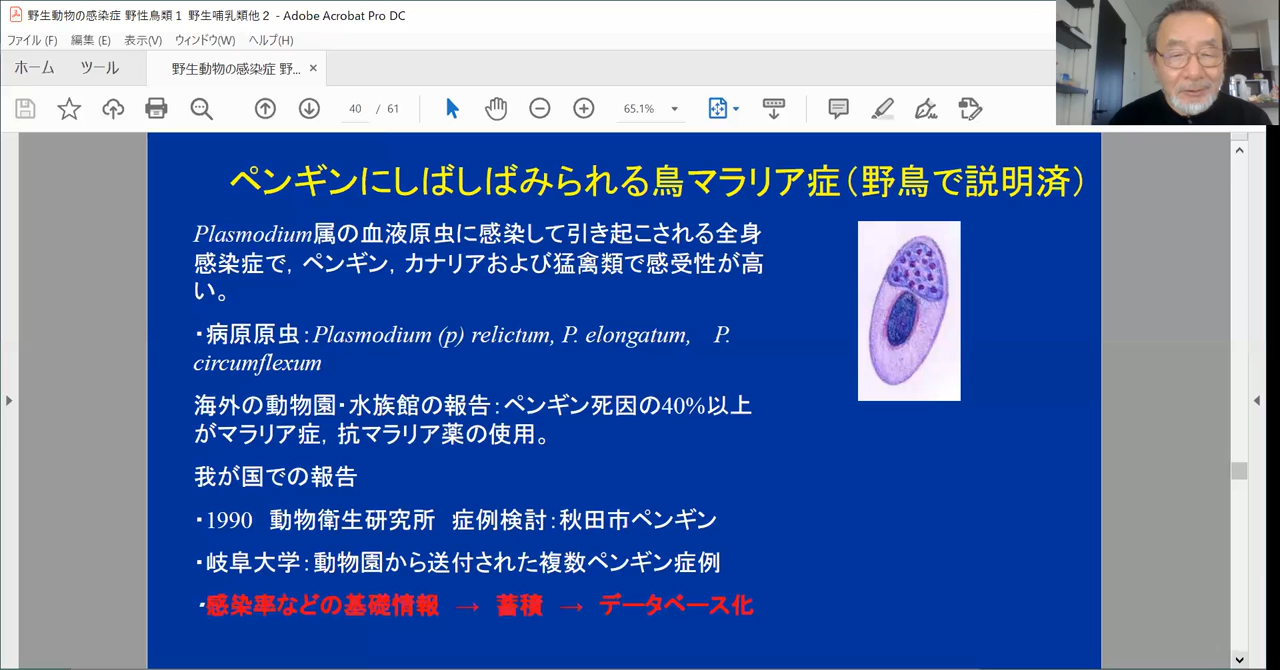 野生動物の感染症 野性鳥類１ 野生哺乳類他２ - Adobe Acrobat Pro DC
ファイル (F) 編集 (E) 表示(V) ウィンドウ(W) ヘルプ(H)
ホーム ツール 野生動物の感染症 野... ×
40 / 61 65.1%
ペンギンにしばしばみられる鳥マラリア症（野鳥で説明済）
Plasmodium属の血液原虫に感染して引き起こされる全身
感染症で，ペンギン，カナリアおよび猛禽類で感受性が高
い。
・病原原虫：Plasmodium (p) relictum, P. elongatum, P.
circumflexum
海外の動物園・水族館の報告：ペンギン死因の40%以上
がマラリア症，抗マラリア薬の使用。
我が国での報告
・1990 動物衛生研究所 症例検討：秋田市ペンギン
・岐阜大学：動物園から送付された複数ペンギン症例
・感染率などの基礎情報 → 蓄積 → データベース化